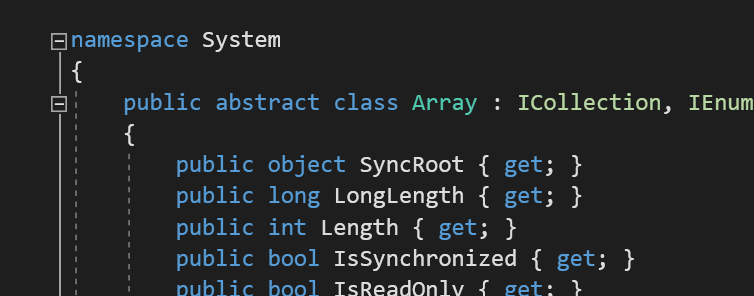 namespace System
{
public abstract class Array : ICollection, IEnum
{
public object SyncRoot { get; }
public long LongLength { get; }
public int Length { get; }
public bool IsSynchronized { get; }
public bool IsReadOnly { get; }